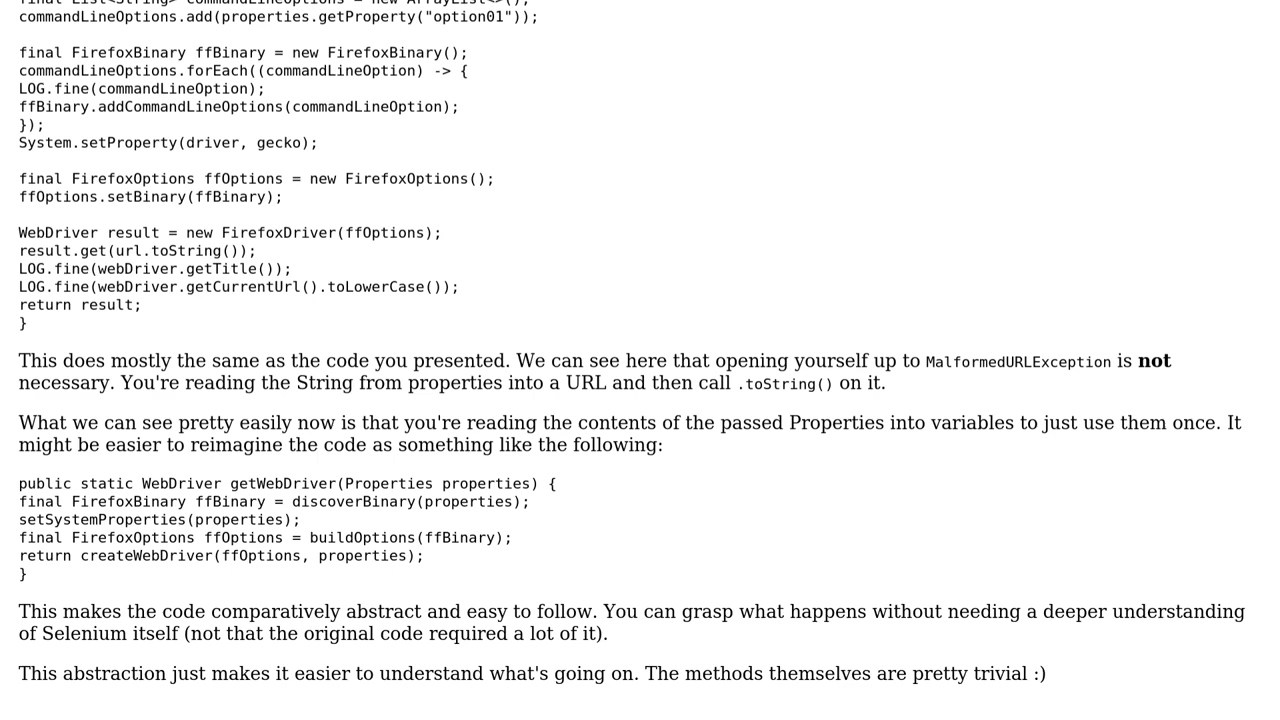 final List<String> commandLineOptions = new ArrayList<>();
commandLineOptions.add(properties.getProperty("option01"));
final FirefoxBinary ffBinary = new FirefoxBinary();
commandLineOptions.forEach((commandLineOption) -> {
LOG.fine(commandLineOption);
ffBinary.addCommandLineOptions(commandLineOption);
});
System.setProperty(driver, gecko);
final FirefoxOptions ffOptions = new FirefoxOptions();
ffOptions.setBinary(ffBinary);
WebDriver result = new FirefoxDriver(ffOptions);
result.get(url.toString());
LOG.fine(webDriver.getTitle());
LOG.fine(webDriver.getCurrentUrl().toLowerCase());
return result;
}
This does mostly the same as the code you presented. We can see here that opening yourself up to MalformedURLException is not
necessary. You're reading the String from properties into a URL and then call .toString() on it.
What we can see pretty easily now is that you're reading the contents of the passed Properties into variables to just use them once. It
might be easier to reimagine the code as something like the following:
public static WebDriver getWebDriver(Properties properties) {
final FirefoxBinary ffBinary = discoverBinary(properties);
setSystemProperties(properties);
final FirefoxOptions ffOptions = buildOptions(ffBinary);
return createWebDriver(ffOptions, properties);
}
This makes the code comparatively abstract and easy to follow. You can grasp what happens without needing a deeper understanding
of Selenium itself (not that the original code required a lot of it).
This abstraction just makes it easier to understand what's going on. The methods themselves are pretty trivial :)